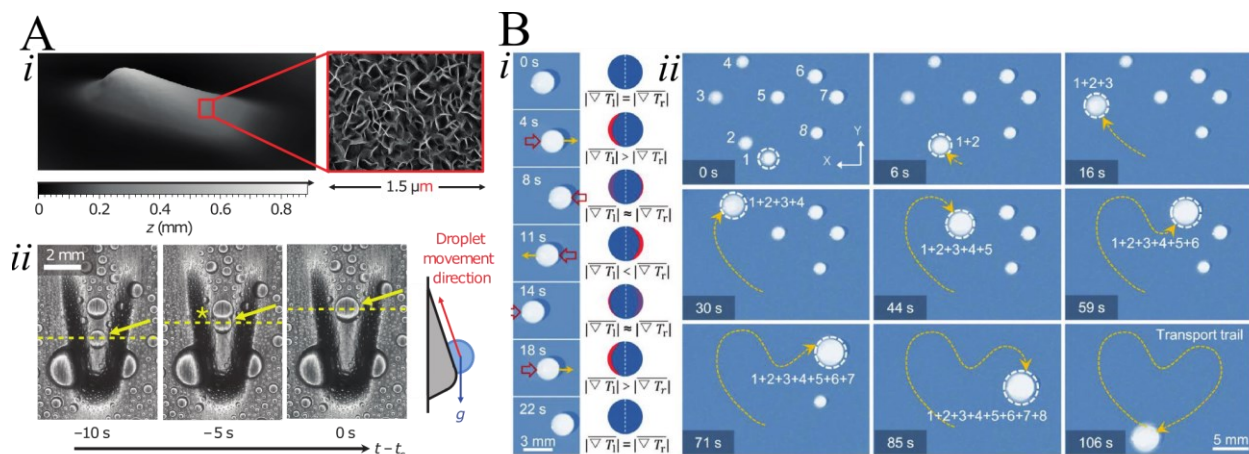 A
i
1.5 μm
0 0.2 0.4 0.6 0.8
z (mm)
ii
2 mm
Droplet
movement
direction
g
−10 s −5 s 0 s
B
i
0 s
|∇ T_l| = |∇ T_r|
4 s
|∇ T_l| > |∇ T_r|
8 s
|∇ T_l| ≈ |∇ T_r|
11 s
|∇ T_l| < |∇ T_r|
14 s
|∇ T_l| ≈ |∇ T_r|
18 s
|∇ T_l| > |∇ T_r|
22 s
3 mm
|∇ T_l| = |∇ T_r|
ii
4
6
3
5
7
2
8
1
Y
X
0 s
1+2
6 s
1+2+3
16 s
1+2+3+4
30 s
1+2+3+4+5
44 s
1+2+3+4+5+6
59 s
1+2+3+4+5+6+7
71 s
1+2+3+4+5+6+7+8
85 s
Transport trail
106 s
5 mm